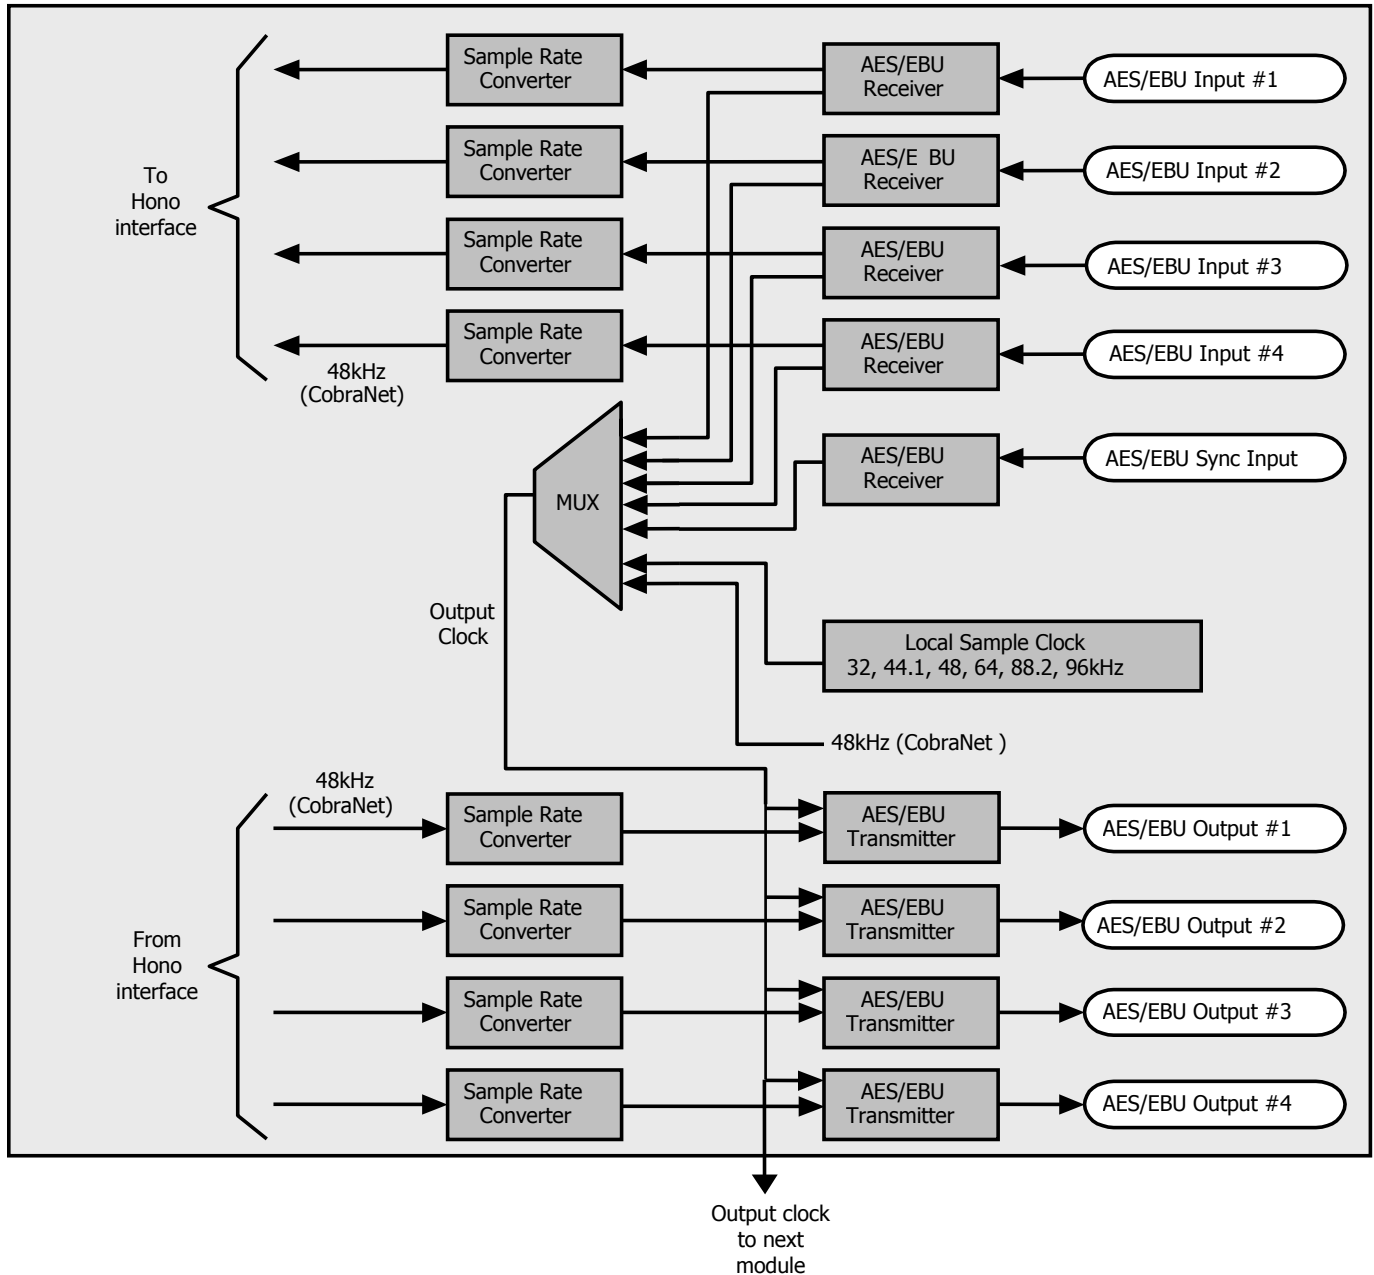 Sample Rate
Converter
AES/EBU
Receiver
AES/EBU Input #1
Sample Rate
Converter
AES/E BU
Receiver
AES/EBU Input #2
To
Hono
interface
Sample Rate
Converter
AES/EBU
Receiver
AES/EBU Input #3
Sample Rate
Converter
AES/EBU
Receiver
AES/EBU Input #4
48kHz
(CobraNet)
AES/EBU
Receiver
AES/EBU Sync Input
MUX
Output
Clock
Local Sample Clock
32, 44.1, 48, 64, 88.2, 96kHz
48kHz (CobraNet )
48kHz
(CobraNet)
Sample Rate
Converter
AES/EBU
Transmitter
AES/EBU Output #1
Sample Rate
Converter
AES/EBU
Transmitter
AES/EBU Output #2
From
Hono
interface
Sample Rate
Converter
AES/EBU
Transmitter
AES/EBU Output #3
Sample Rate
Converter
AES/EBU
Transmitter
AES/EBU Output #4
Output clock
to next
module